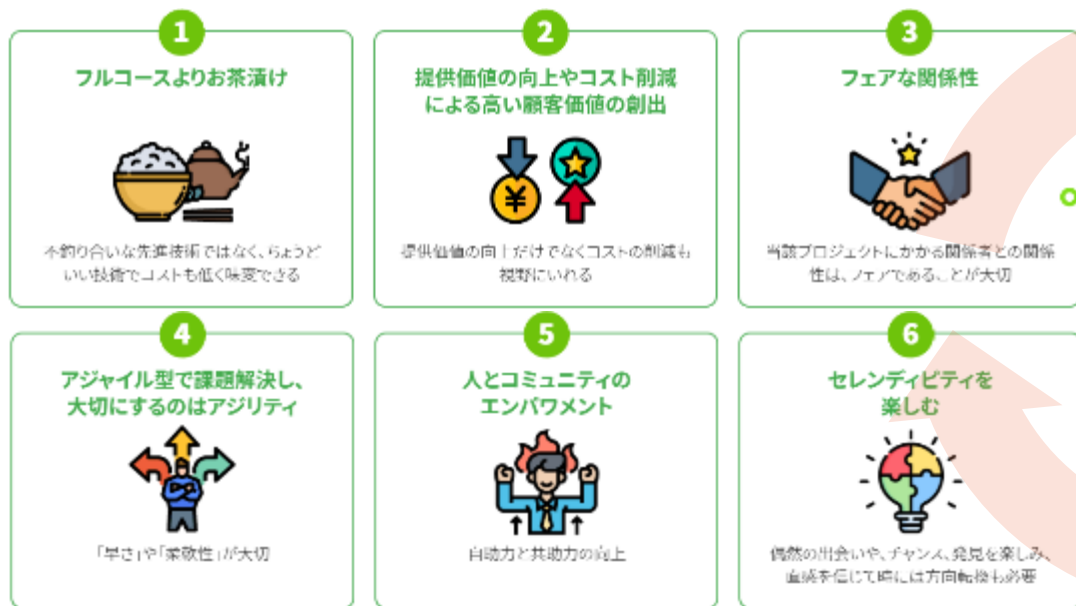 1
フルコースよりお茶漬け
不釣り合いな先進技術ではなく、ちょうど
いい技術でコストも低く味変できる
2
提供価値の向上やコスト削減
による高い顧客価値の創出
¥
提供価値の向上だけでなくコストの削減も
視野にいれる
3
フェアな関係性
当該プロジェクトにかかる関係者との関係
性は、フェアであることが大切
4
アジャイル型で課題解決し、
大切にするのはアジリティ
「早さ」や「柔軟性」が大切
5
人とコミュニティの
エンパワメント
自助力と共助力の向上
6
セレンディピティを
楽しむ
偶然の出会いや、チャンス、発見を楽しみ、
直感を信じて時には方向転換も必要